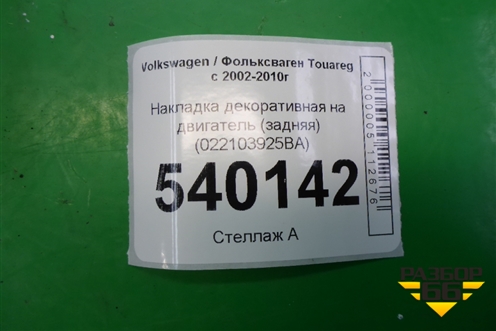 Volkswagen / Фольксваген Touareg
с 2002-2010г
Накладка декоративная на
двигатель (задняя)
(022103925BA)
540142
Стеллаж А
2000005112676
РАЗБОР
66